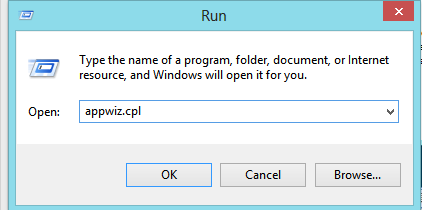 Run
Type the name of a program, folder, document, or Internet
resource, and Windows will open it for you.
Open: appwiz.cpl
OK Cancel Browse...